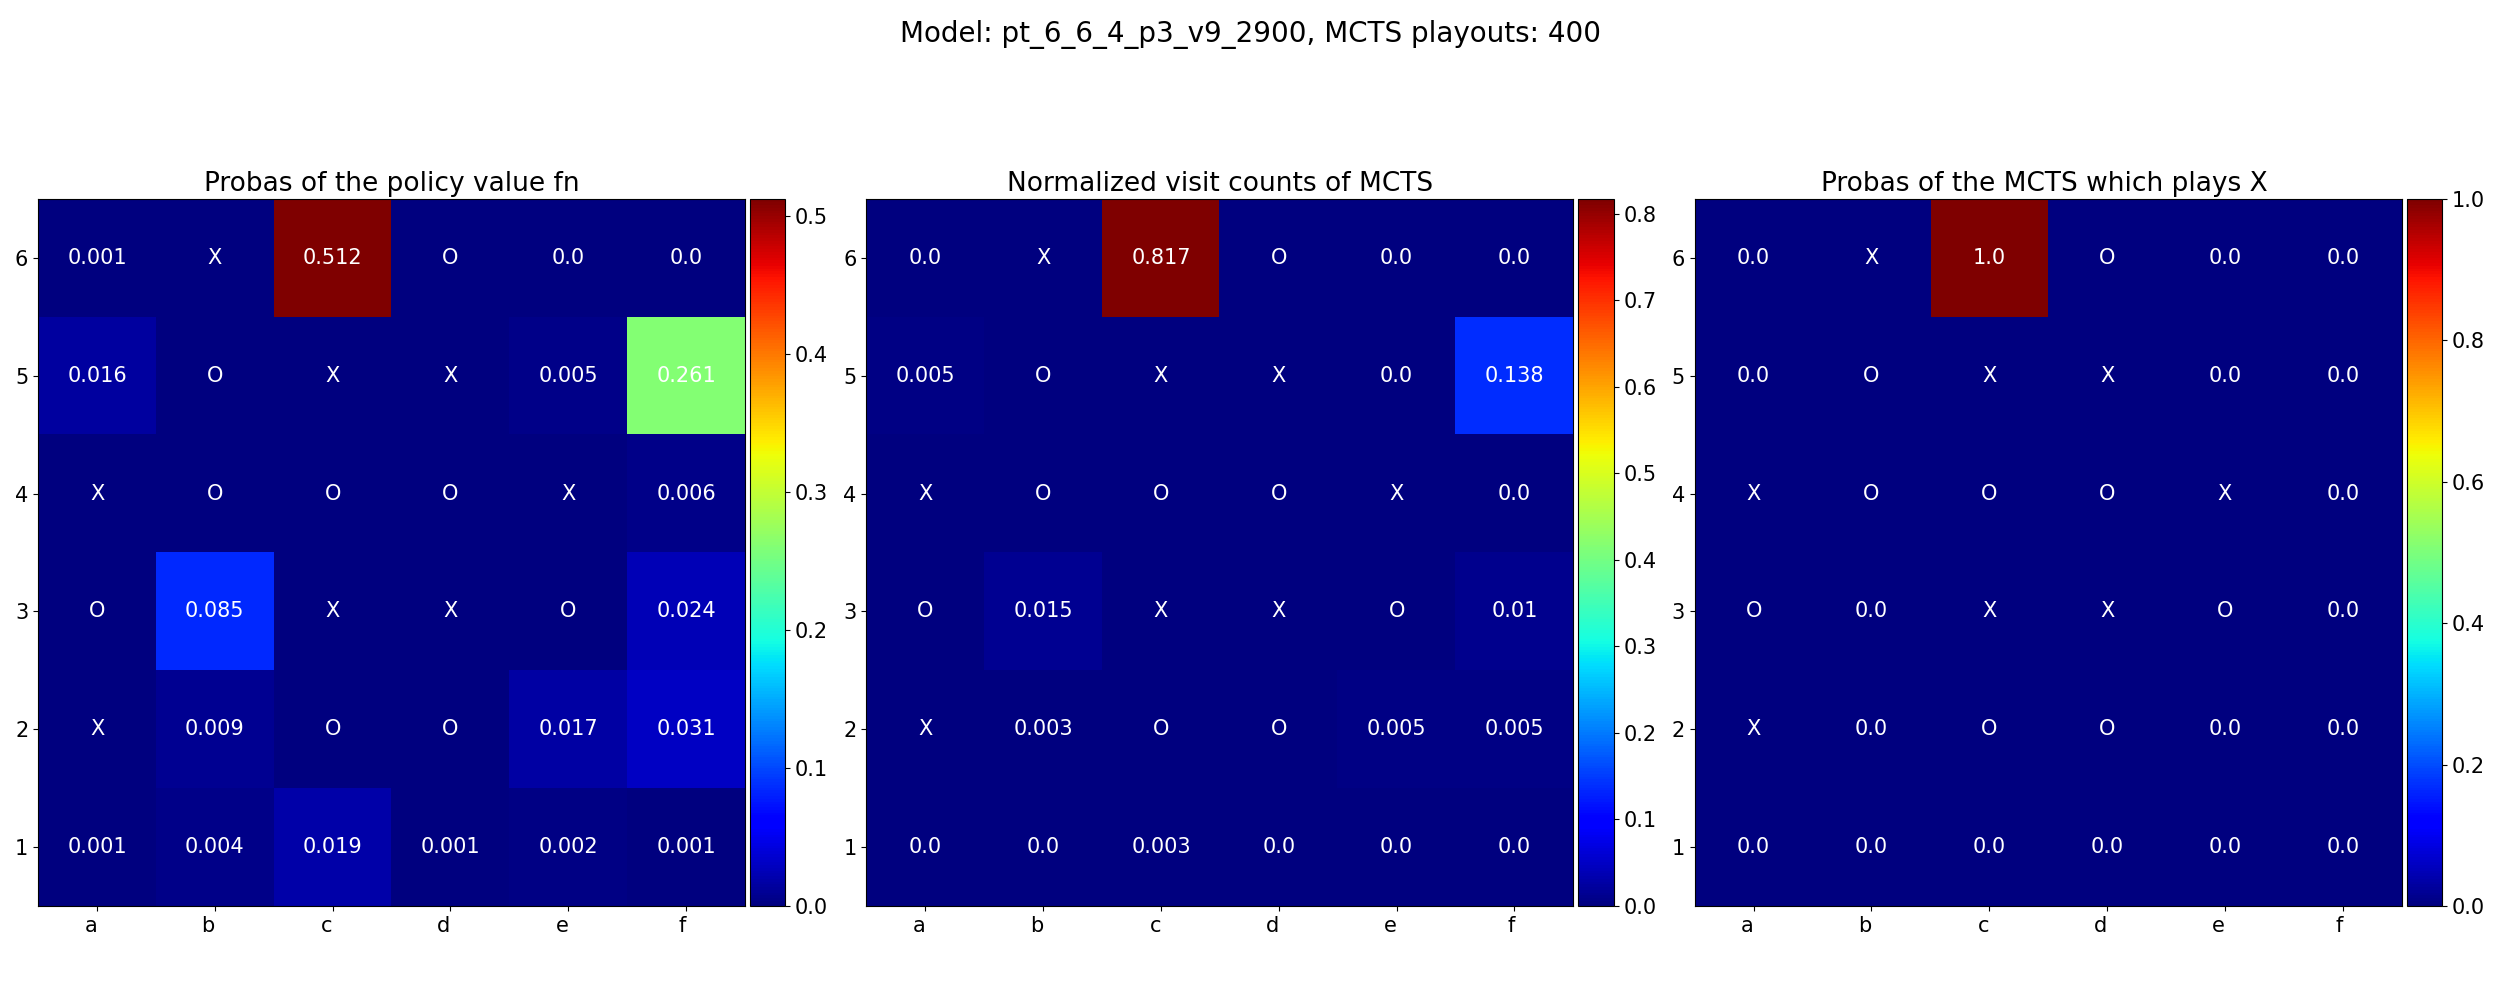 Model: pt_6_6_4_p3_v9_2900, MCTS playouts: 400
Probas of the policy value fn
6 0.001 X 0.512 O 0.0 0.0
5 0.016 O X X 0.005 0.261
4 X O O O X 0.006
3 O 0.085 X X O 0.024
2 X 0.009 O O 0.017 0.031
1 0.001 0.004 0.019 0.001 0.002 0.001
a b c d e f
0.5
0.4
0.3
0.2
0.1
0.0
Normalized visit counts of MCTS
6 0.0 X 0.817 O 0.0 0.0
5 0.005 O X X 0.0 0.138
4 X O O O X 0.0
3 O 0.015 X X O 0.01
2 X 0.003 O O 0.005 0.005
1 0.0 0.0 0.003 0.0 0.0 0.0
a b c d e f
0.8
0.7
0.6
0.5
0.4
0.3
0.2
0.1
0.0
Probas of the MCTS which plays X
6 0.0 X 1.0 O 0.0 0.0
5 0.0 O X X 0.0 0.0
4 X O O O X 0.0
3 O 0.0 X X O 0.0
2 X 0.0 O O 0.0 0.0
1 0.0 0.0 0.0 0.0 0.0 0.0
a b c d e f
1.0
0.8
0.6
0.4
0.2
0.0